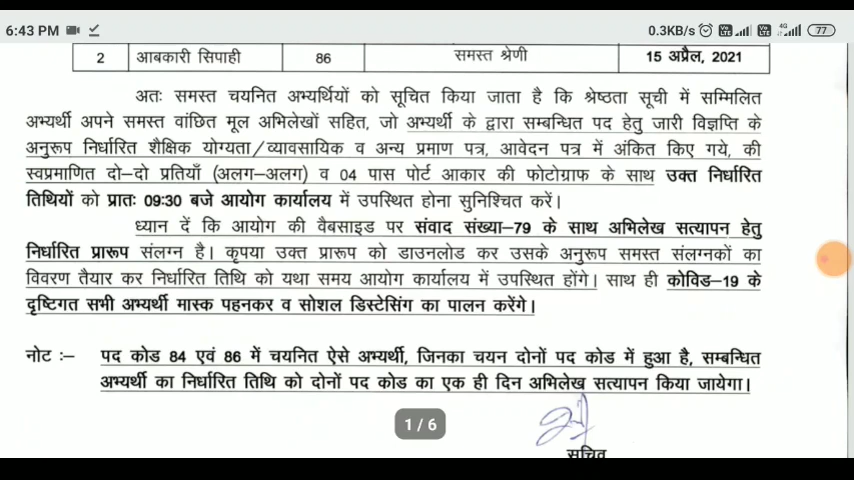 6:43 PM
0.3KB/s 4G 77
2 आबकारी सिपाही 86 समस्त श्रेणी 15 अप्रैल, 2021
अतः समस्त चयनित अभ्यर्थियों को सूचित किया जाता है कि श्रेष्ठता सूची में सम्मिलित
अभ्यर्थी अपने समस्त वांछित मूल अभिलेखों सहित, जो अभ्यर्थी के द्वारा सम्बन्धित पद हेतु जारी विज्ञप्ति के
अनुरूप निर्धारित शैक्षिक योग्यता/व्यावसायिक व अन्य प्रमाण पत्र, आवेदन पत्र में अंकित किए गये, की
स्वप्रमाणित दो-दो प्रतियाँ (अलग-अलग) व 04 पास पोर्ट आकार की फोटोग्राफ के साथ उक्त निर्धारित
तिथियों को प्रातः 09:30 बजे आयोग कार्यालय में उपस्थित होना सुनिश्चित करें।
ध्यान दें कि आयोग की वैबसाइड पर संवाद संख्या-79 के साथ अभिलेख सत्यापन हेतु
निर्धारित प्रारूप संलग्न है। कृपया उक्त प्रारूप को डाउनलोड कर उसके अनुरूप समस्त संलग्नकों का
विवरण तैयार कर निर्धारित तिथि को यथा समय आयोग कार्यालय में उपस्थित होंगे। साथ ही कोविड-19 के
दृष्टिगत सभी अभ्यर्थी मास्क पहनकर व सोशल डिस्टेसिंग का पालन करेंगे।
नोट :- पद कोड 84 एवं 86 में चयनित ऐसे अभ्यर्थी, जिनका चयन दोनों पद कोड में हुआ है, सम्बन्धित
अभ्यर्थी का निर्धारित तिथि को दोनों पद कोड का एक ही दिन अभिलेख सत्यापन किया जायेगा।
1 / 6
सचिव